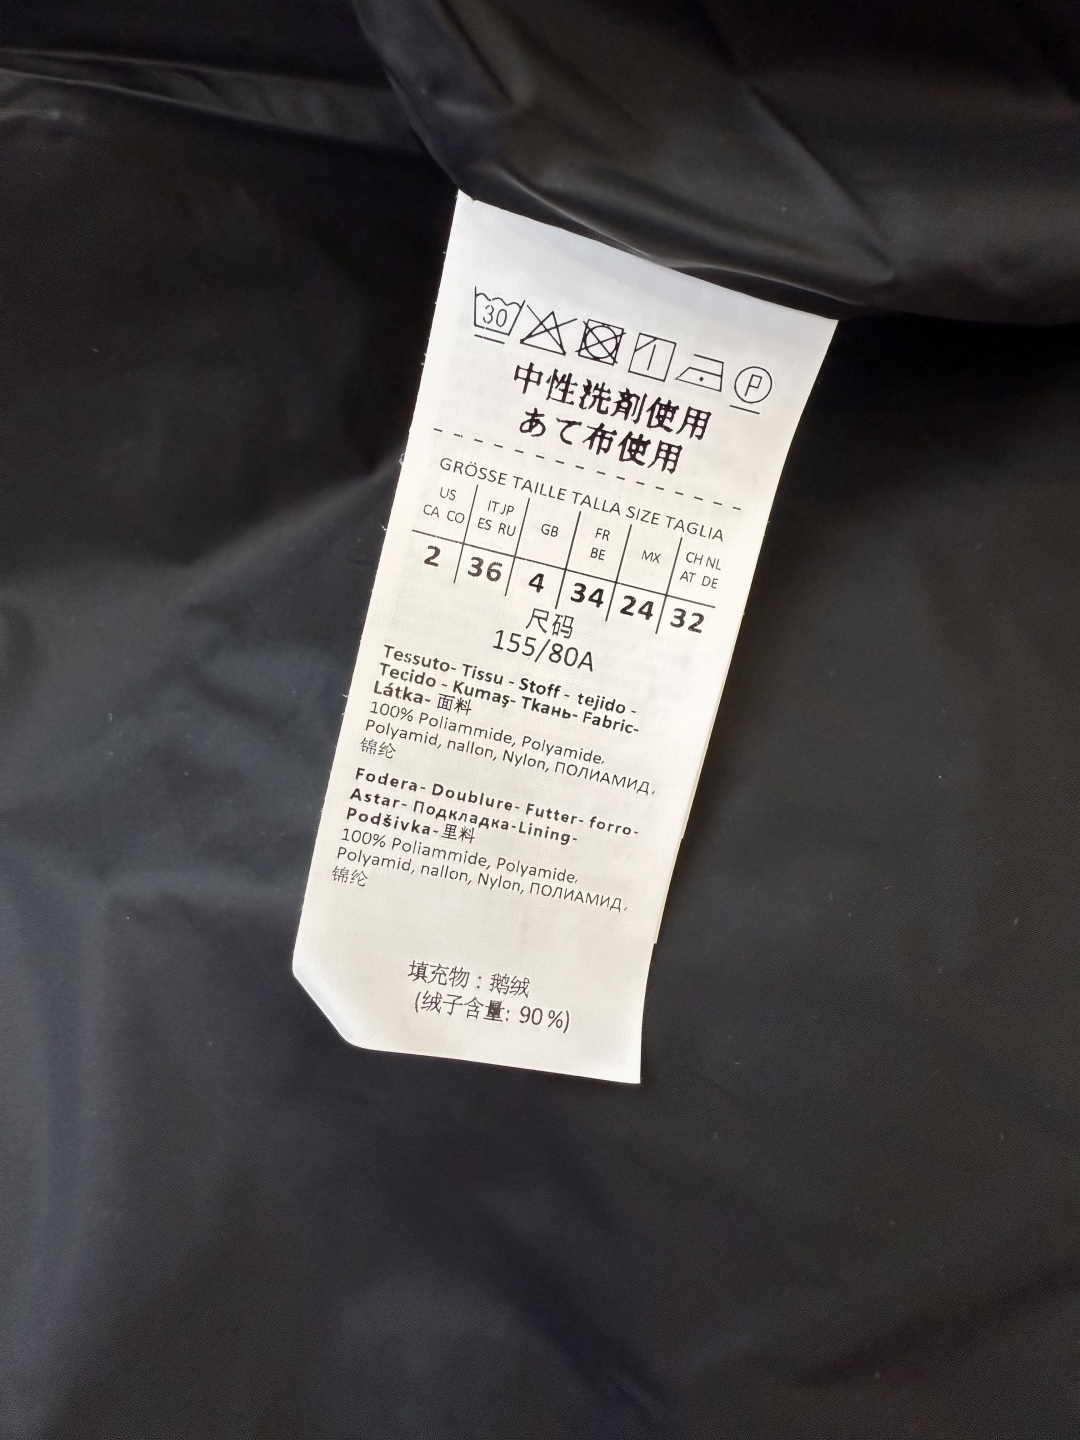 30 P
中性洗剤使用
あて布使用
GRÖSSE TAILLE TALLA SIZE TAGLIA
US CA CO IT JP ES RU GB FR BE MX CH NL AT DE
2 36 4 34 24 32
尺码
155/80A
Tessuto- Tissu - Stoff - tejido -
Tecido - Kumaş- Ткань- Fabric-
Látka- 面料
100% Poliammide, Polyamide,
Polyamid, nallon, Nylon, ПОЛИАМИД,
锦纶
Fodera- Doublure- Futter- forro-
Astar- Подкладка-Lining-
Podšívka-里料
100% Poliammide, Polyamide,
Polyamid, nallon, Nylon, ПОЛИАМИД,
锦纶
填充物：鹅绒
(绒子含量: 90%)